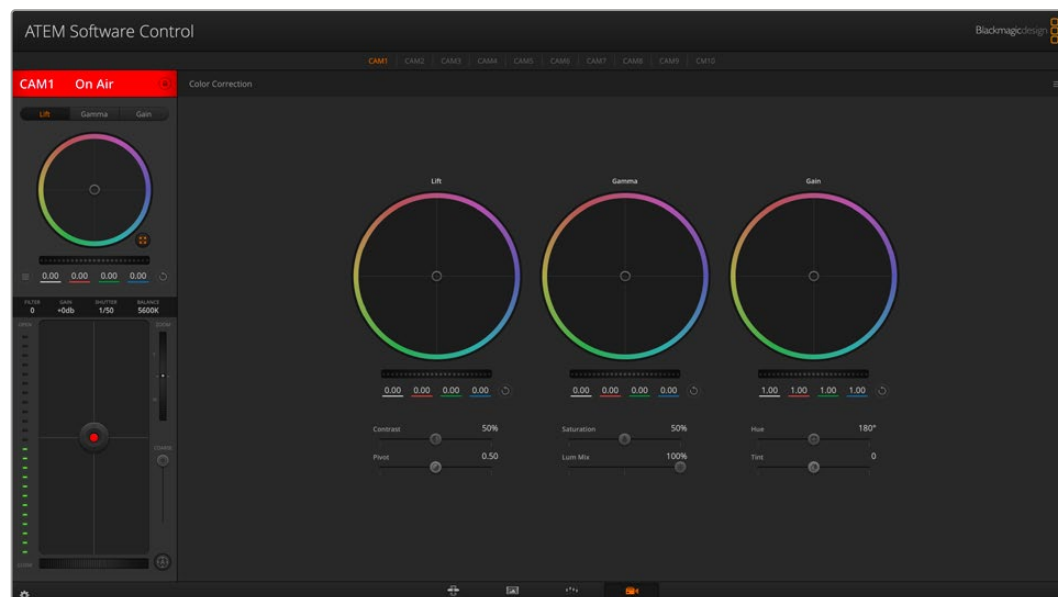 ATEM Software Control
Blackmagicdesign
CAM1 CAM2 CAM3 CAM4 CAM5 CAM6 CAM7 CAM8 CAM9 CM10
CAM1 On Air
Color Correction
Lift Gamma Gain
0.00 0.00 0.00 0.00
FILTER GAIN SHUTTER BALANCE
0 +0db 1/50 5600K
OPEN ZOOM
COARSE
Lift Gamma Gain
0.00 0.00 0.00 0.00 0.00 0.00 0.00 0.00 1.00 1.00 1.00 1.00
Contrast 50% Saturation 50% Hue 180°
Pivot 0.50 Lum Mix 100% Tint 0